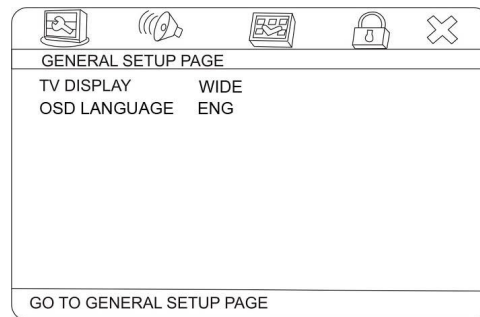 GENERAL SETUP PAGE
TV DISPLAY WIDE
OSD LANGUAGE ENG
GO TO GENERAL SETUP PAGE